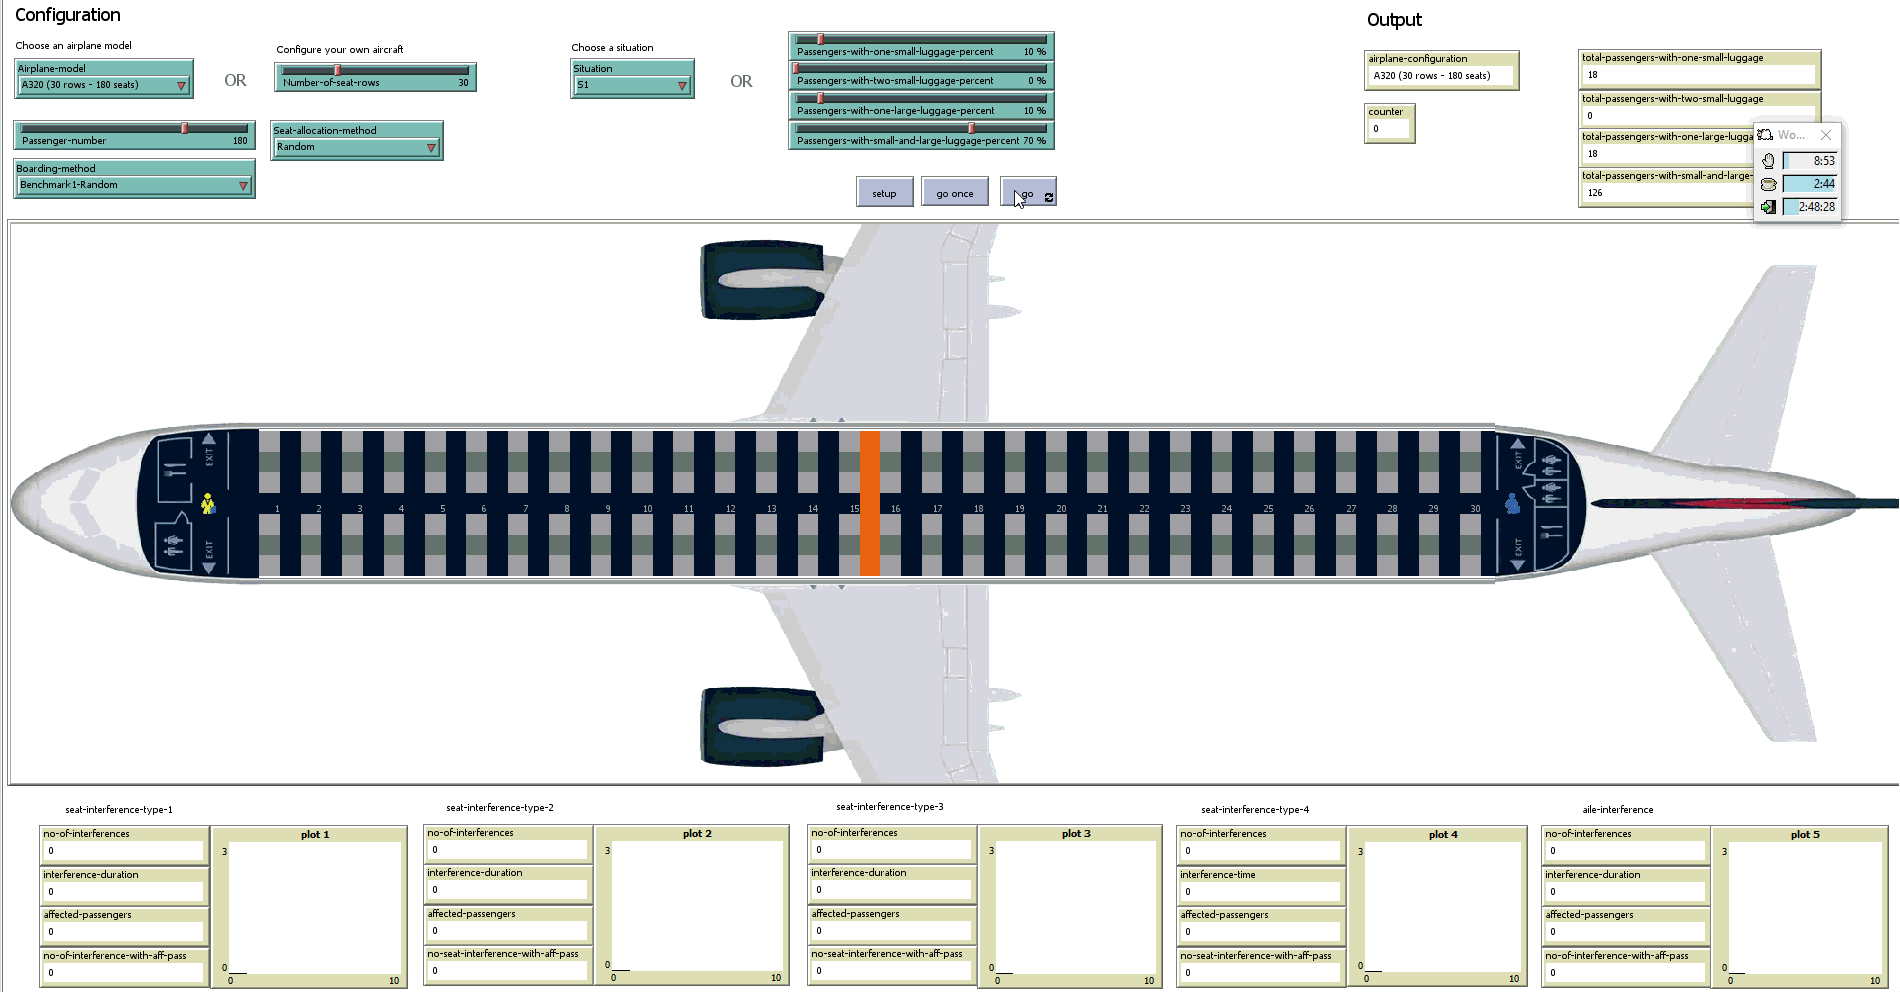 Configuration
Output
Choose an airplane model
Configure your own aircraft
Choose a situation
Airplane-model
A320 (30 rows - 180 seats)
OR
Number-of-seat-rows 30
Situation
S1
OR
Passengers-with-one-small-luggage-percent 10 %
Passengers-with-two-small-luggage-percent 0 %
Passengers-with-one-large-luggage-percent 10 %
Passengers-with-small-and-large-luggage-percent 70 %
Passenger-number 180
Seat-allocation-method
Random
Boarding-method
Benchmark1-Random
setup
go once
go
airplane-configuration
A320 (30 rows - 180 seats)
counter
0
total-passengers-with-one-small-luggage
18
total-passengers-with-two-small-luggage
0
total-passengers-with-one-large-lugga
18
total-passengers-with-small-and-large-
126
Wo...
8:53
2:44
2:48:28
EXIT
EXIT
1 2 3 4 5 6 7 8 9 10 11 12 13 14 15 16 17 18 19 20 21 22 23 24 25 26 27 28 29 30
EXIT
EXIT
seat-interference-type-1
no-of-interferences
0
interference-duration
0
affected-passengers
0
no-of-interference-with-aff-pass
0
plot 1
3
0
0 10
seat-interference-type-2
no-of-interferences
0
interference-duration
0
affected-passengers
0
no-seat-interference-with-aff-pass
0
plot 2
3
0
0 10
seat-interference-type-3
no-of-interferences
0
interference-duration
0
affected-passengers
0
no-seat-interference-with-aff-pass
0
plot 3
3
0
0 10
seat-interference-type-4
no-of-interferences
0
interference-time
0
affected-passengers
0
no-seat-interference-with-aff-pass
0
plot 4
3
0
0 10
aile-interference
no-of-interferences
0
interference-duration
0
affected-passengers
0
no-of-interference-with-aff-pass
0
plot 5
3
0
0 10